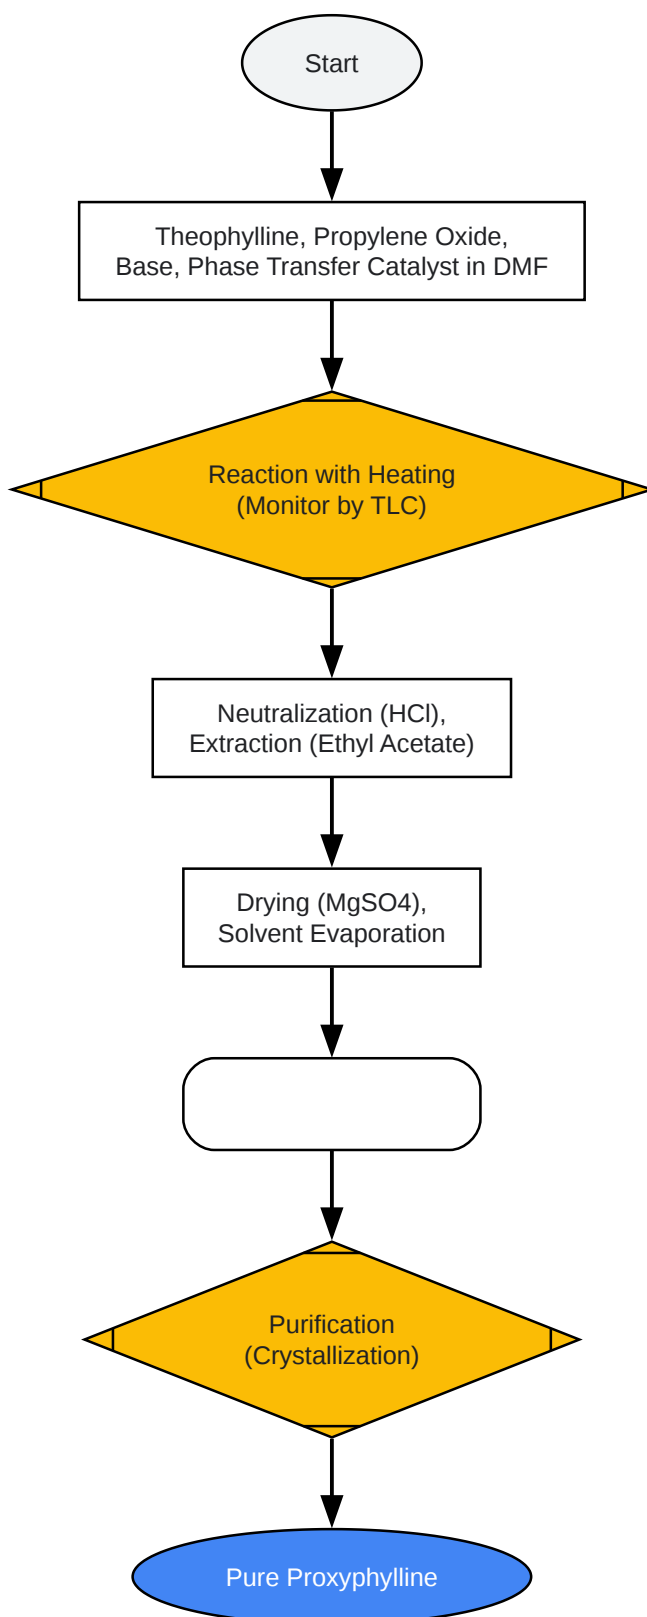 Start
Theophylline, Propylene Oxide,
Base, Phase Transfer Catalyst in DMF
Reaction with Heating
(Monitor by TLC)
Neutralization (HCl),
Extraction (Ethyl Acetate)
Drying (MgSO4),
Solvent Evaporation
Purification
(Crystallization)
Pure Proxyphylline